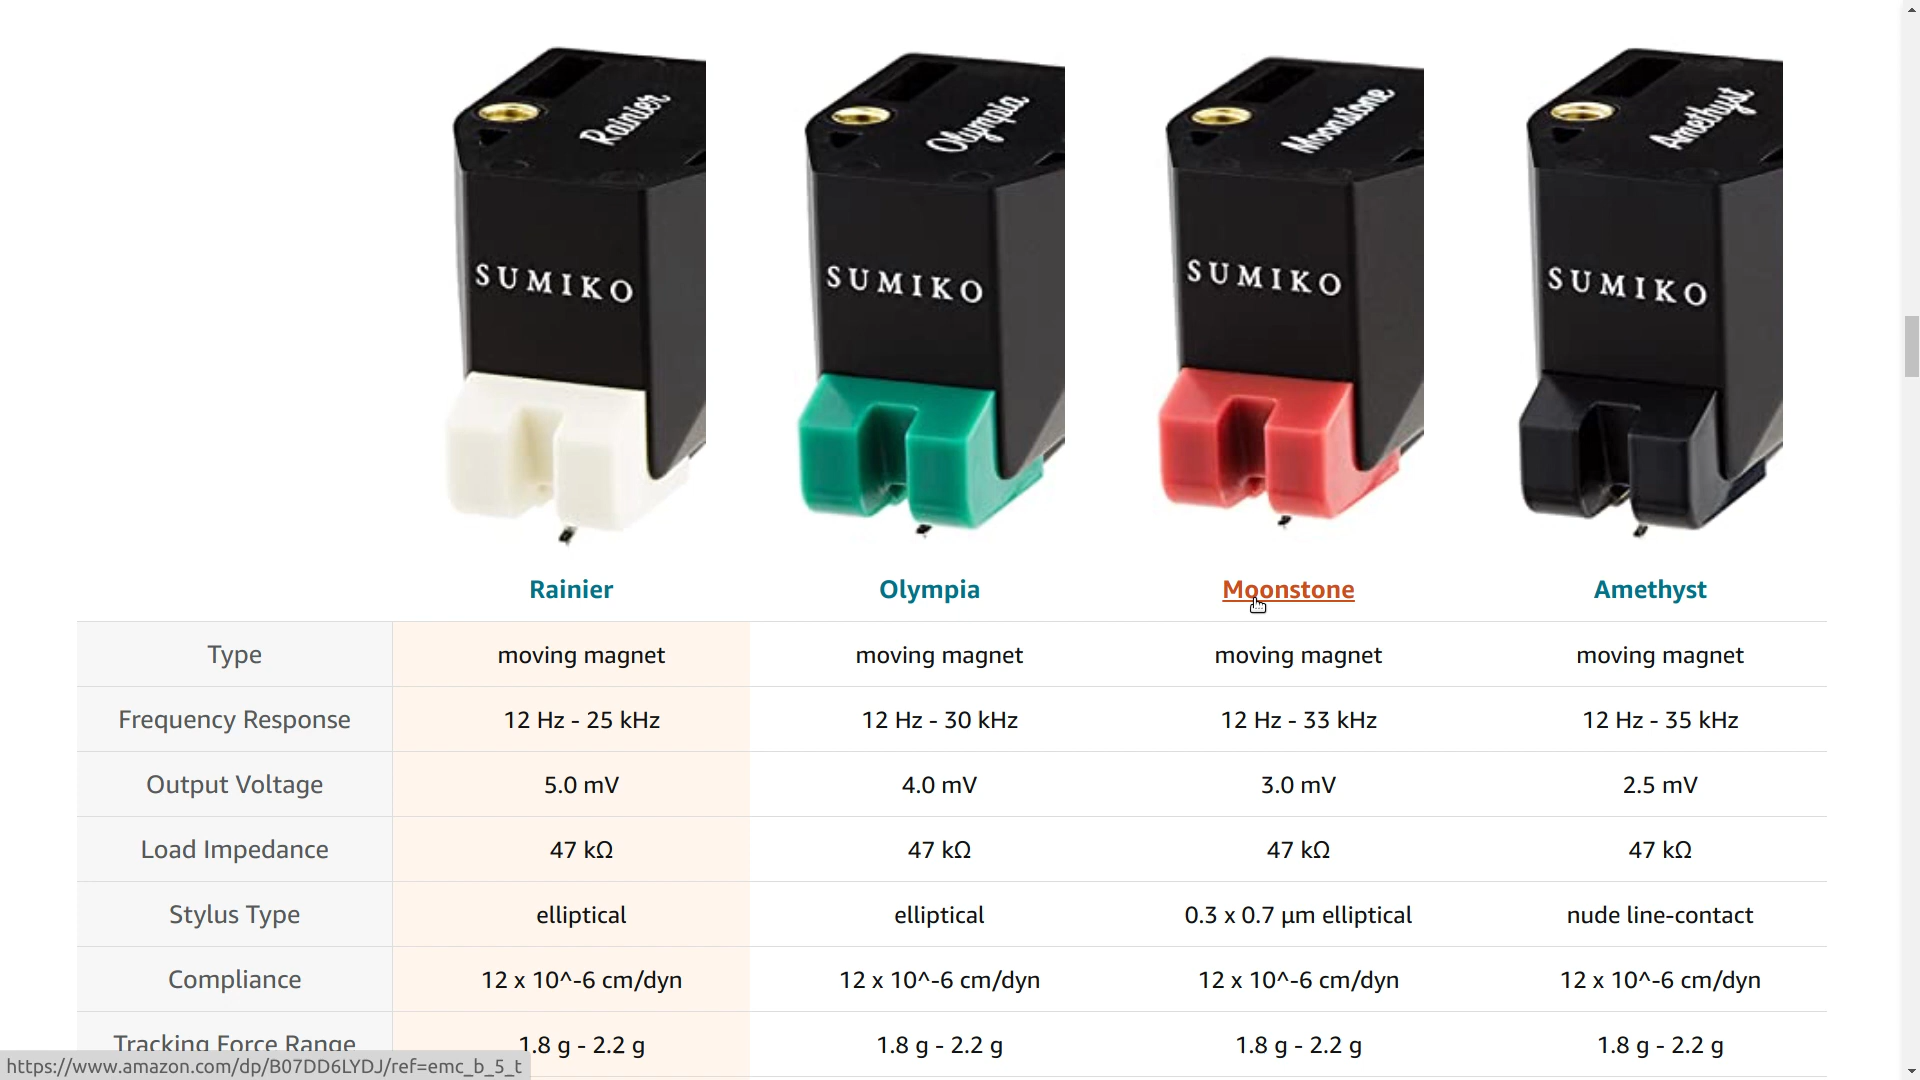 Rainier Olympia Moonstone Amethyst
SUMIKO SUMIKO SUMIKO SUMIKO
Rainier Olympia Moonstone Amethyst
Type moving magnet moving magnet moving magnet moving magnet
Frequency Response 12 Hz - 25 kHz 12 Hz - 30 kHz 12 Hz - 33 kHz 12 Hz - 35 kHz
Output Voltage 5.0 mV 4.0 mV 3.0 mV 2.5 mV
Load Impedance 47 kΩ 47 kΩ 47 kΩ 47 kΩ
Stylus Type elliptical elliptical 0.3 x 0.7 µm elliptical nude line-contact
Compliance 12 x 10^-6 cm/dyn 12 x 10^-6 cm/dyn 12 x 10^-6 cm/dyn 12 x 10^-6 cm/dyn
Tracking Force Range 1.8 g - 2.2 g 1.8 g - 2.2 g 1.8 g - 2.2 g 1.8 g - 2.2 g
https://www.amazon.com/dp/B07DD6LYDJ/ref=emc_b_5_t